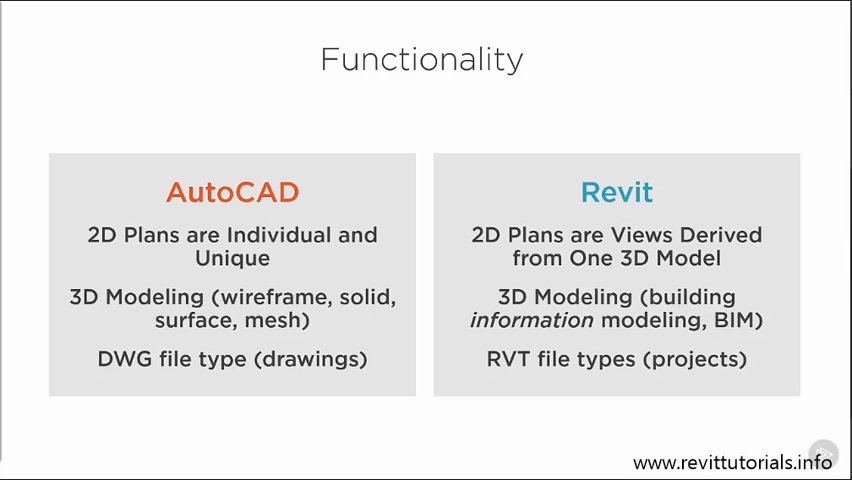 Functionality
AutoCAD
2D Plans are Individual and
Unique
3D Modeling (wireframe, solid,
surface, mesh)
DWG file type (drawings)
Revit
2D Plans are Views Derived
from One 3D Model
3D Modeling (building
information modeling, BIM)
RVT file types (projects)
www.revittutorials.info